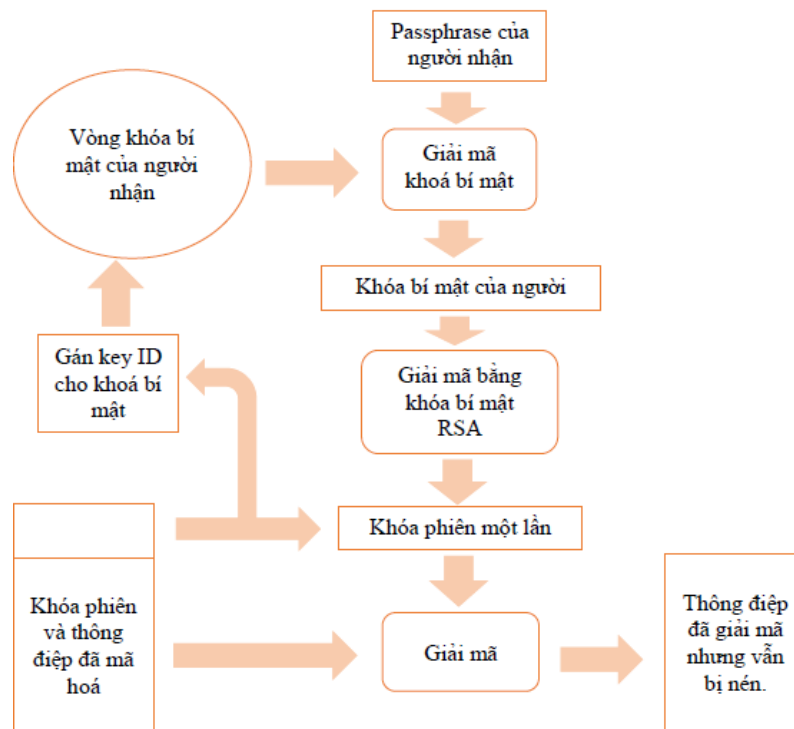 Passphrase của
người nhận
Vòng khóa bí
mật của người
nhận
Giải mã
khoá bí mật
Khóa bí mật của người
Gán key ID
cho khoá bí
mật
Giải mã bằng
khóa bí mật
RSA
Khóa phiên một lần
Khóa phiên
và thông
điệp đã mã
hoá
Giải mã
Thông điệp
đã giải mã
nhưng vẫn
bị nén.